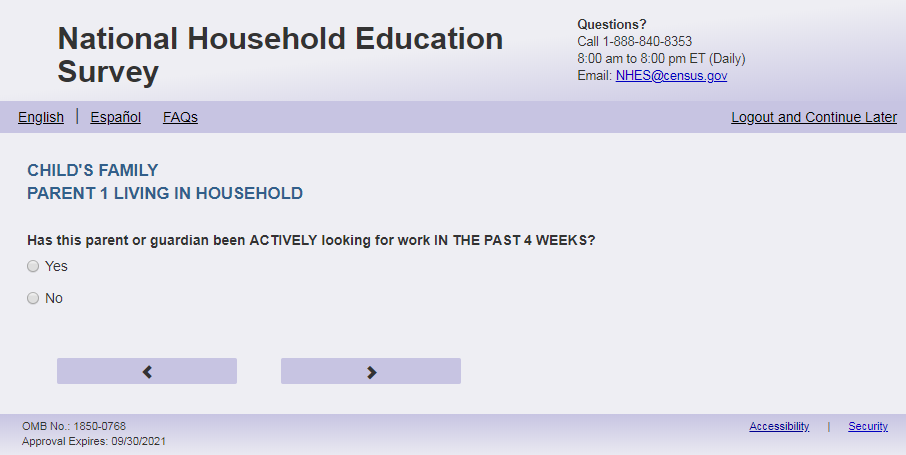 National Household Education
Survey
Questions?
Call 1-888-840-8353
8:00 am to 8:00 pm ET (Daily)
Email: NHES@census.gov
English | Español FAQs
Logout and Continue Later
CHILD'S FAMILY
PARENT 1 LIVING IN HOUSEHOLD
Has this parent or guardian been ACTIVELY looking for work IN THE PAST 4 WEEKS?
Yes
No
OMB No.: 1850-0768
Approval Expires: 09/30/2021
Accessibility | Security